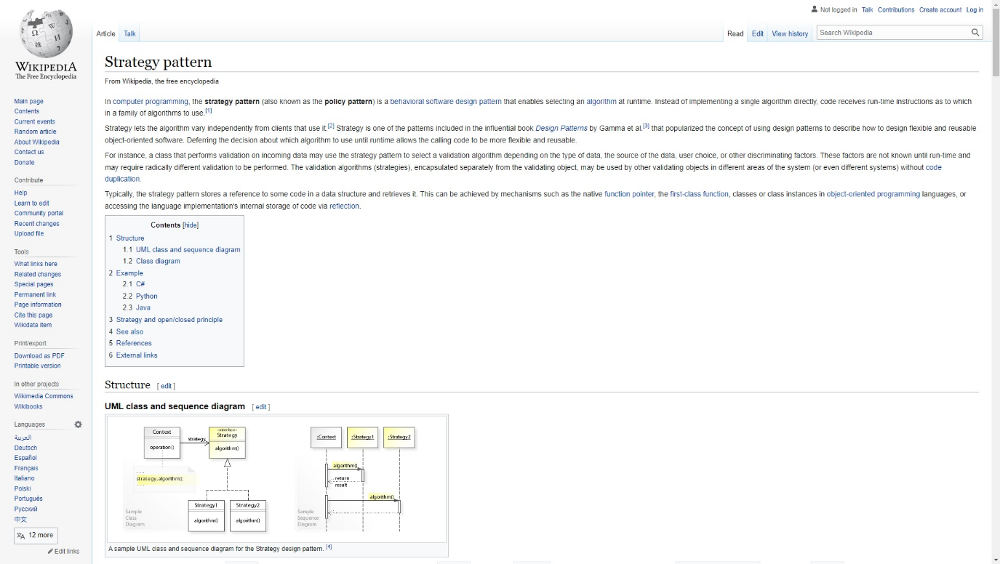 Not logged in Talk Contributions Create account Log in
Article Talk
Read Edit View history Search Wikipedia
WIKIPEDIA
The Free Encyclopedia
Main page
Contents
Current events
Random article
About Wikipedia
Contact us
Donate
Contribute
Help
Learn to edit
Community portal
Recent changes
Upload file
Tools
What links here
Related changes
Special pages
Permanent link
Page information
Cite this page
Wikidata item
Print/export
Download as PDF
Printable version
In other projects
Wikimedia Commons
Wikibooks
Languages
العربية
Deutsch
Español
Français
Italiano
Polski
Português
Русский
中文
12 more
Edit links
Strategy pattern
From Wikipedia, the free encyclopedia
In computer programming, the strategy pattern (also known as the policy pattern) is a behavioral software design pattern that enables selecting an algorithm at runtime. Instead of implementing a single algorithm directly, code receives run-time instructions as to which
in a family of algorithms to use.[1]
Strategy lets the algorithm vary independently from clients that use it.[2] Strategy is one of the patterns included in the influential book Design Patterns by Gamma et al.[3] that popularized the concept of using design patterns to describe how to design flexible and reusable
object-oriented software. Deferring the decision about which algorithm to use until runtime allows the calling code to be more flexible and reusable.
For instance, a class that performs validation on incoming data may use the strategy pattern to select a validation algorithm depending on the type of data, the source of the data, user choice, or other discriminating factors. These factors are not known until run-time and
may require radically different validation to be performed. The validation algorithms (strategies), encapsulated separately from the validating object, may be used by other validating objects in different areas of the system (or even different systems) without code
duplication.
Typically, the strategy pattern stores a reference to some code in a data structure and retrieves it. This can be achieved by mechanisms such as the native function pointer, the first-class function, classes or class instances in object-oriented programming languages, or
accessing the language implementation's internal storage of code via reflection.
Contents [hide]
1 Structure
1.1 UML class and sequence diagram
1.2 Class diagram
2 Example
2.1 C#
2.2 Python
2.3 Java
3 Strategy and open/closed principle
4 See also
5 References
6 External links
Structure [ edit ]
UML class and sequence diagram [ edit ]
Context
operation()
strategy
«interface»
Strategy
algorithm()
. . .
strategy.algorithm();
. . .
Strategy1
algorithm()
Strategy2
algorithm()
Sample
Class
Diagram
:Context
:Strategy1
:Strategy2
algorithm()
return
result
algorithm()
Sample
Sequence
Diagram
A sample UML class and sequence diagram for the Strategy design pattern. [4]